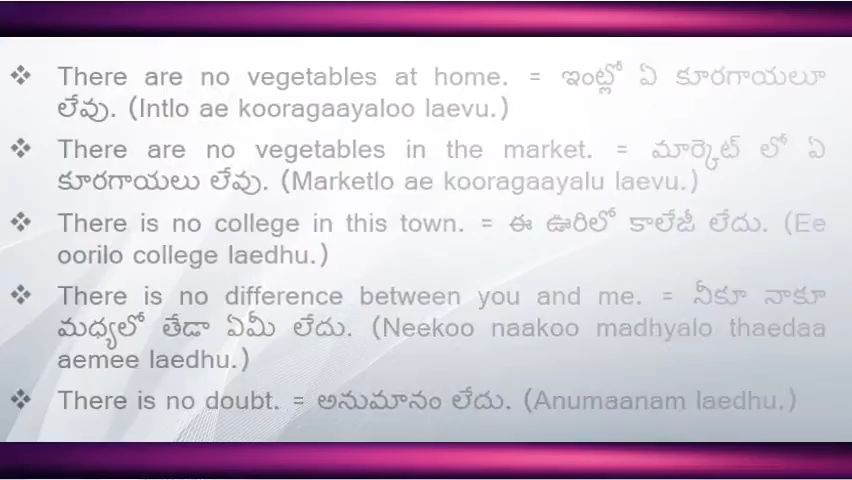 ❖ There are no vegetables at home. = ఇంట్లో ఏ కూరగాయలూ
లేవు. (Intlo ae kooragaayaloo laevu.)
❖ There are no vegetables in the market. = మార్కెట్ లో ఏ
కూరగాయలు లేవు. (Marketlo ae kooragaayalu laevu.)
❖ There is no college in this town. = ఈ ఊరిలో కాలేజీ లేదు. (Ee
oorilo college laedhu.)
❖ There is no difference between you and me. = నీకూ నాకూ
మధ్యలో తేడా ఏమీ లేదు. (Neekoo naakoo madhyalo thaedaa
aemee laedhu.)
❖ There is no doubt. = అనుమానం లేదు. (Anumaanam laedhu.)